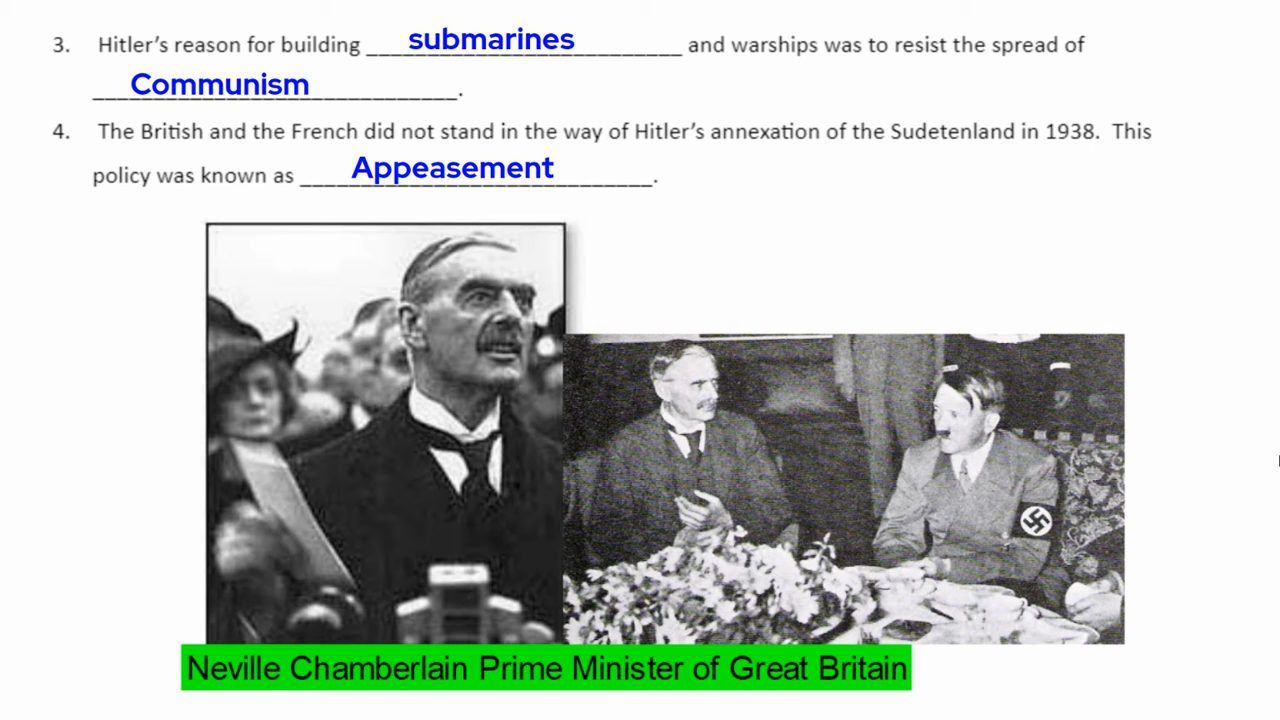 3. Hitler’s reason for building submarines and warships was to resist the spread of
Communism.
4. The British and the French did not stand in the way of Hitler’s annexation of the Sudetenland in 1938. This
policy was known as Appeasement.
Neville Chamberlain Prime Minister of Great Britain